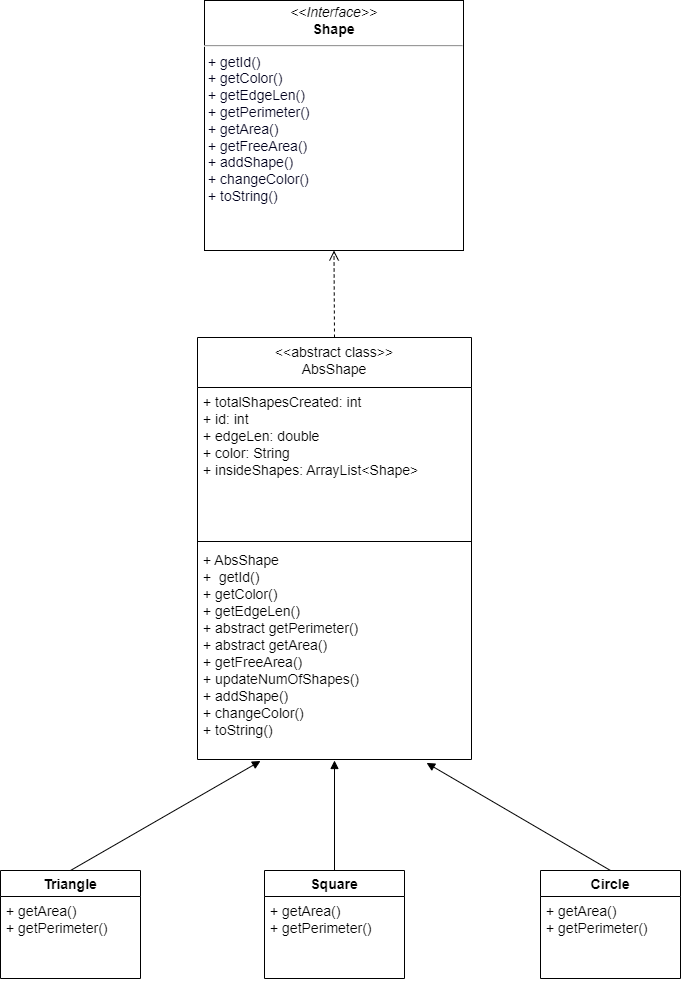 <<Interface>>
Shape
+ getId()
+ getColor()
+ getEdgeLen()
+ getPerimeter()
+ getArea()
+ getFreeArea()
+ addShape()
+ changeColor()
+ toString()
<<abstract class>>
AbsShape
+ totalShapesCreated: int
+ id: int
+ edgeLen: double
+ color: String
+ insideShapes: ArrayList<Shape>
+ AbsShape
+ getId()
+ getColor()
+ getEdgeLen()
+ abstract getPerimeter()
+ abstract getArea()
+ getFreeArea()
+ updateNumOfShapes()
+ addShape()
+ changeColor()
+ toString()
Triangle
+ getArea()
+ getPerimeter()
Square
+ getArea()
+ getPerimeter()
Circle
+ getArea()
+ getPerimeter()